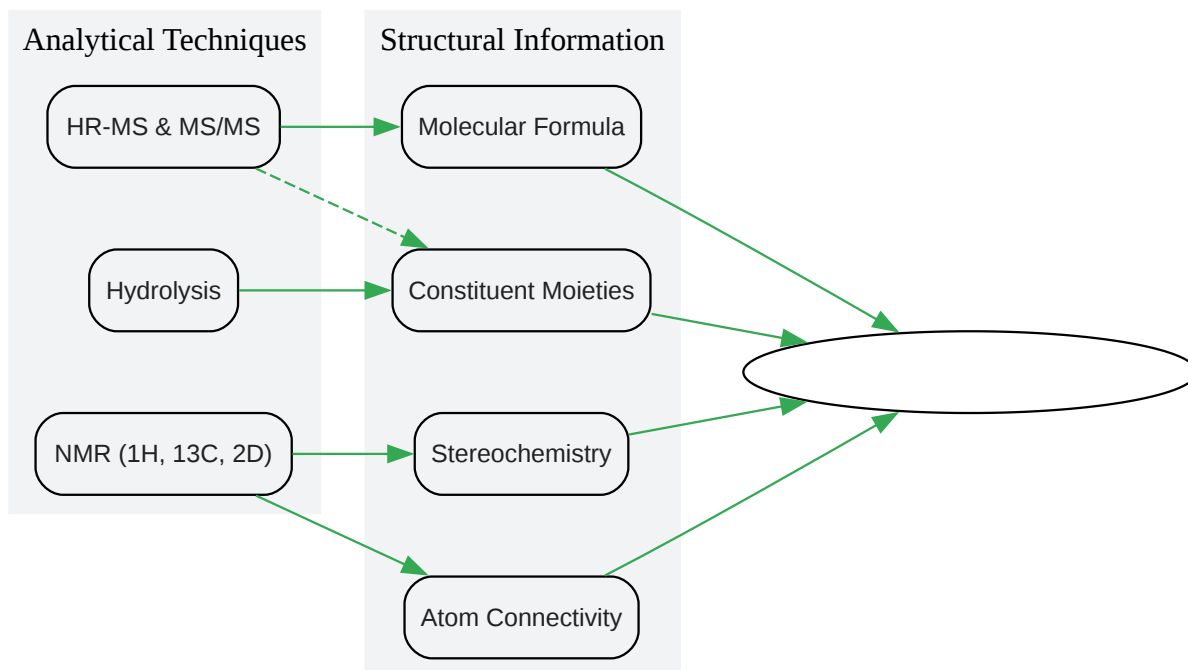 Analytical Techniques
Structural Information
HR-MS & MS/MS
Molecular Formula
Hydrolysis
Constituent Moieties
NMR (1H, 13C, 2D)
Stereochemistry
Atom Connectivity